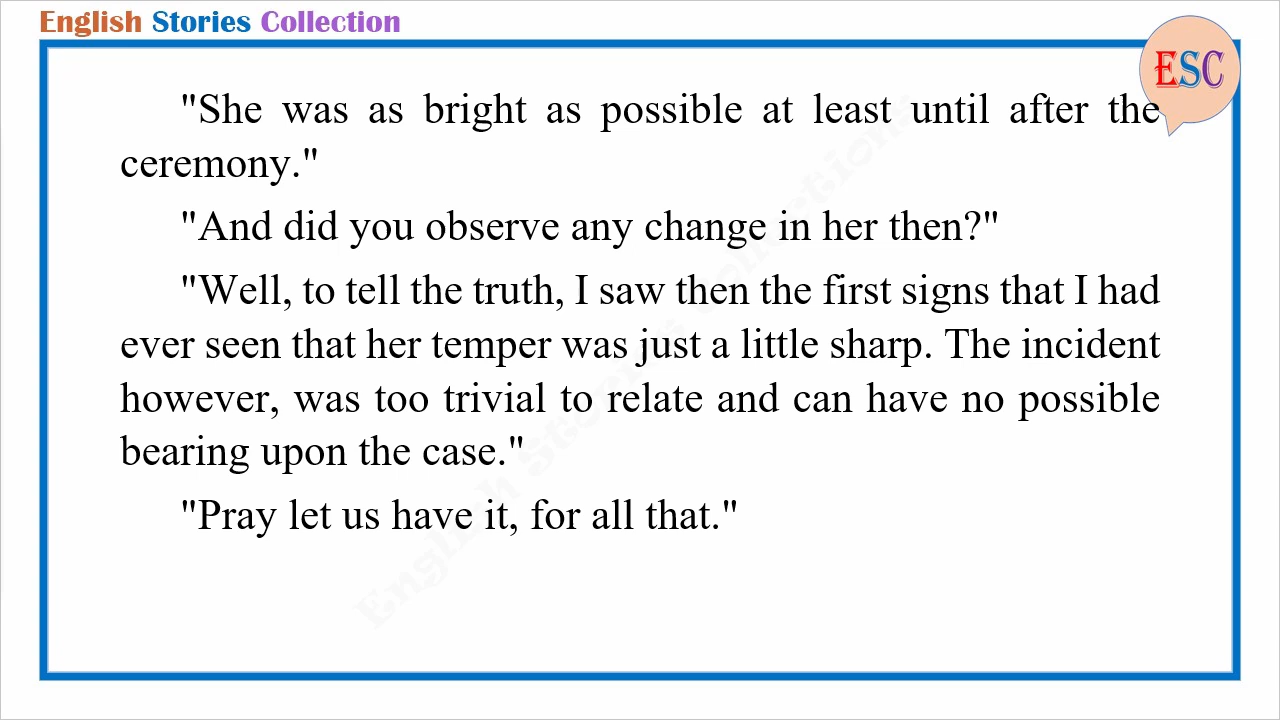 English Stories Collection
ESC
"She was as bright as possible at least until after the
ceremony."
"And did you observe any change in her then?"
"Well, to tell the truth, I saw then the first signs that I had
ever seen that her temper was just a little sharp. The incident
however, was too trivial to relate and can have no possible
bearing upon the case."
"Pray let us have it, for all that."
English Stories Collections